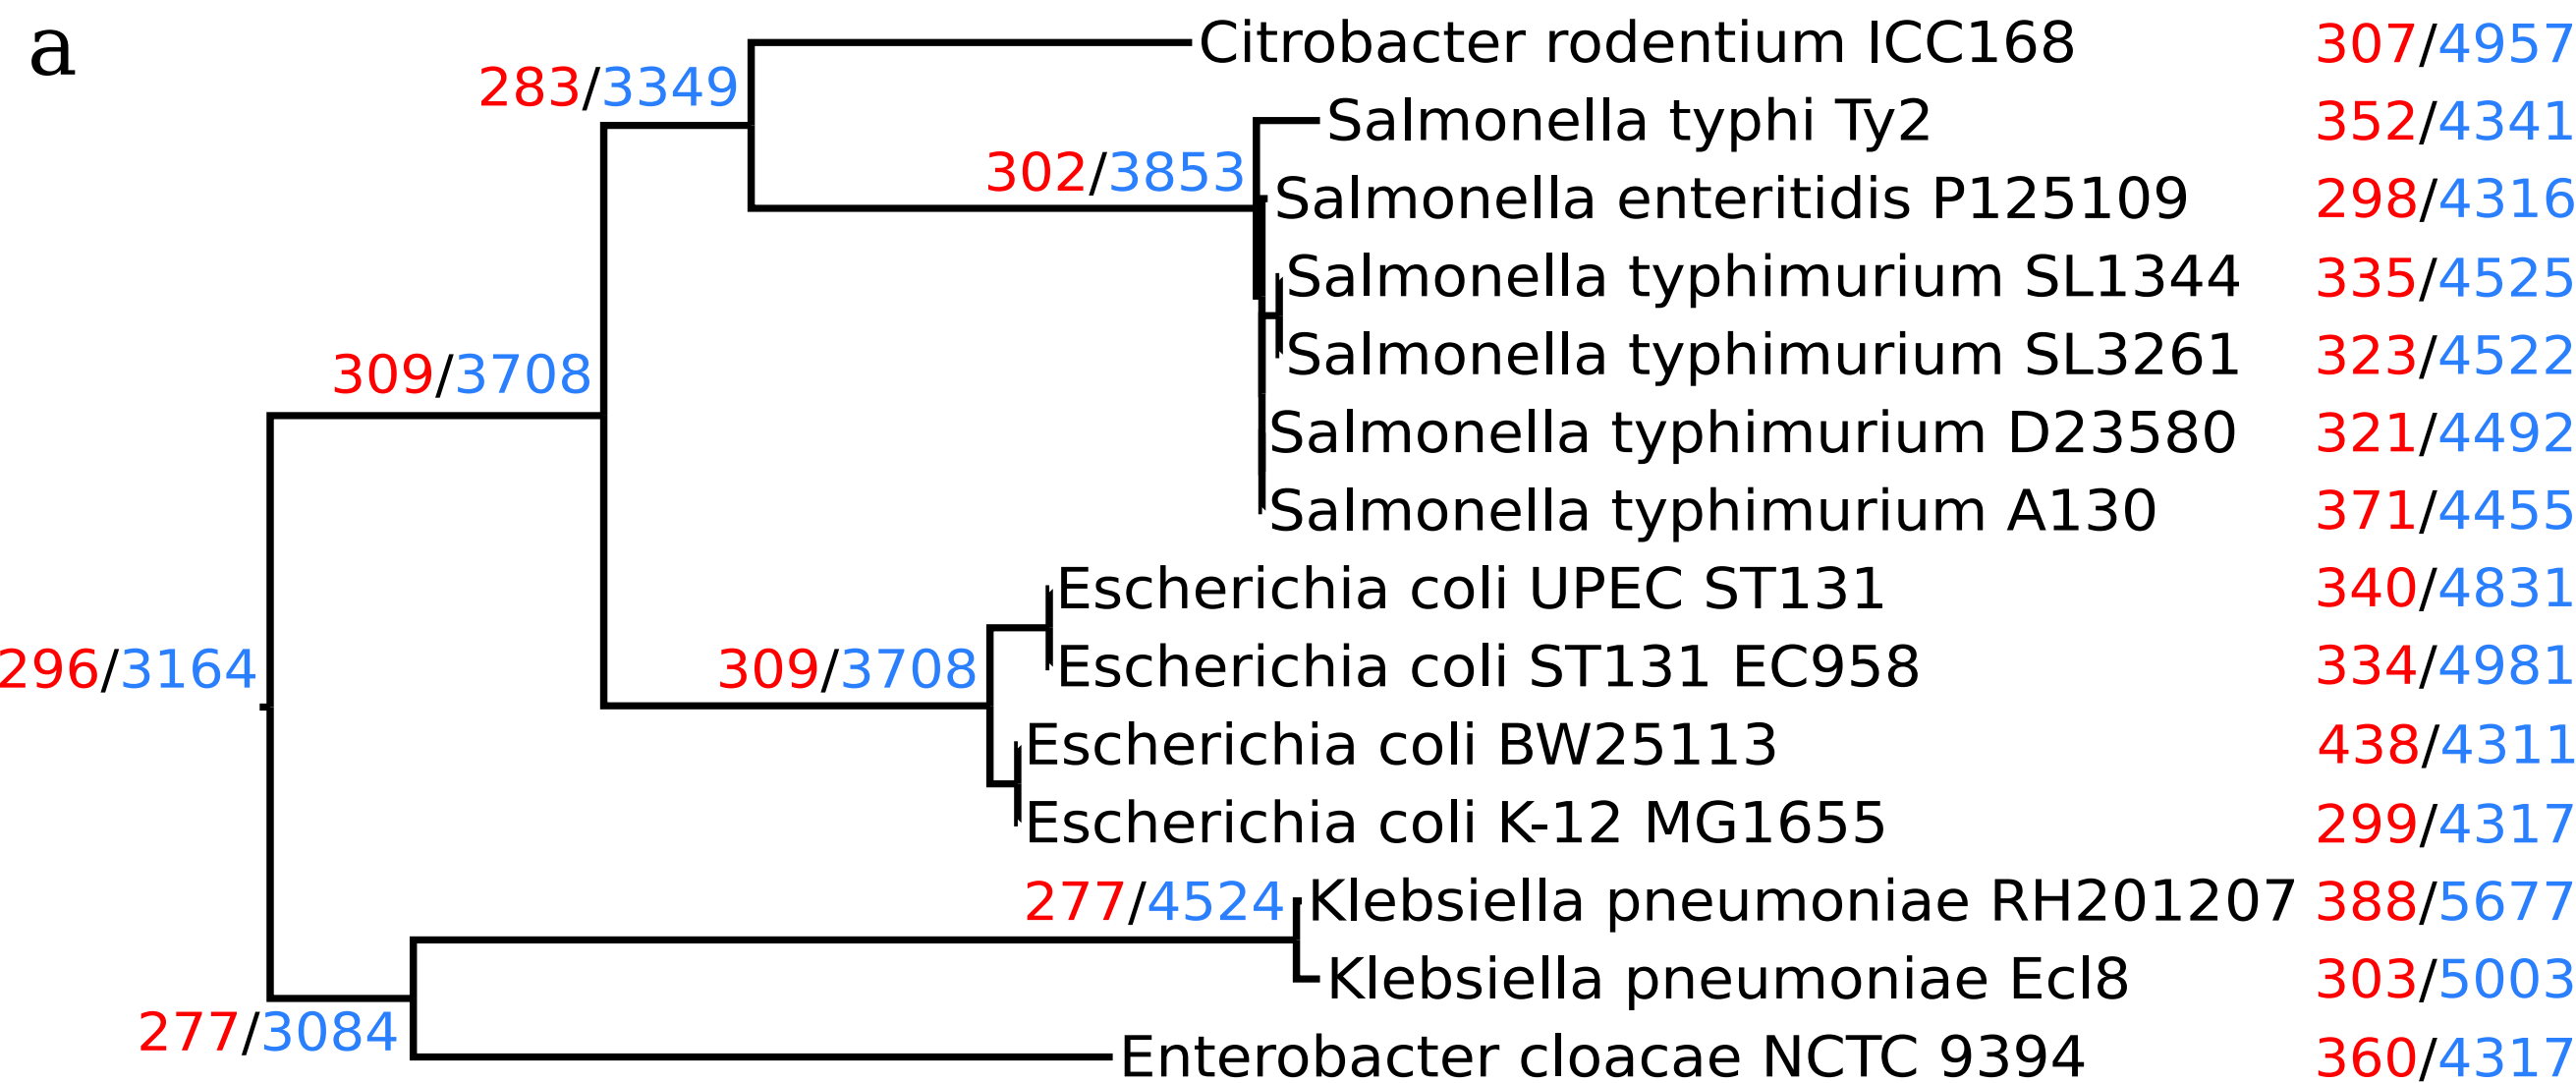 a
Citrobacter rodentium ICC168 307/4957
283/3349
Salmonella typhi Ty2 352/4341
302/3853
Salmonella enteritidis P125109 298/4316
Salmonella typhimurium SL1344 335/4525
Salmonella typhimurium SL3261 323/4522
309/3708
Salmonella typhimurium D23580 321/4492
Salmonella typhimurium A130 371/4455
Escherichia coli UPEC ST131 340/4831
296/3164 309/3708 Escherichia coli ST131 EC958 334/4981
Escherichia coli BW25113 438/4311
Escherichia coli K-12 MG1655 299/4317
277/4524 Klebsiella pneumoniae RH201207 388/5677
Klebsiella pneumoniae Ecl8 303/5003
277/3084
Enterobacter cloacae NCTC 9394 360/4317